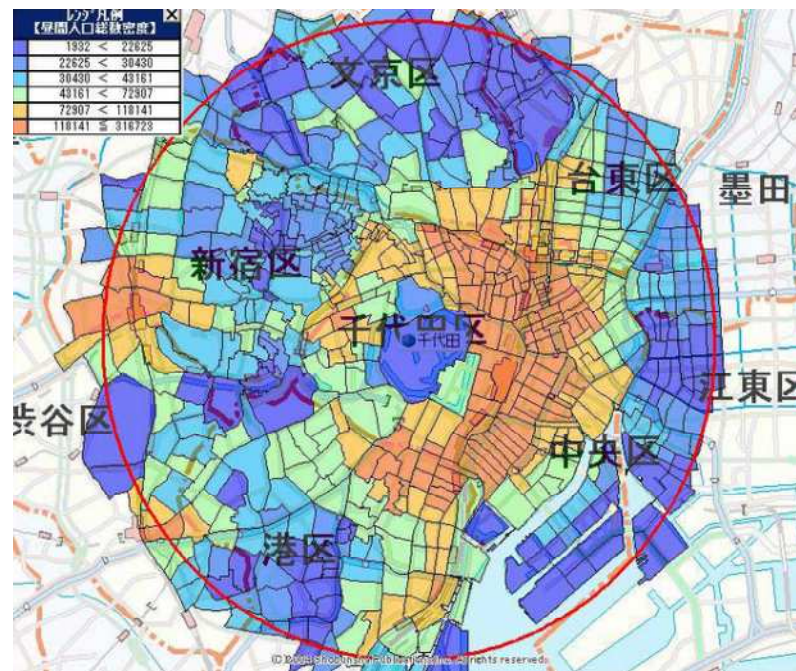 レンジ凡例
【昼間人口総数密度】
1932 < 22625
22625 < 30430
30430 < 43161
43161 < 72907
72907 < 118141
118141 ≦ 316723
文京区
台東区
墨田
新宿区
千代田区
千代田
渋谷区
江東区
中央区
港区
rights reserved.